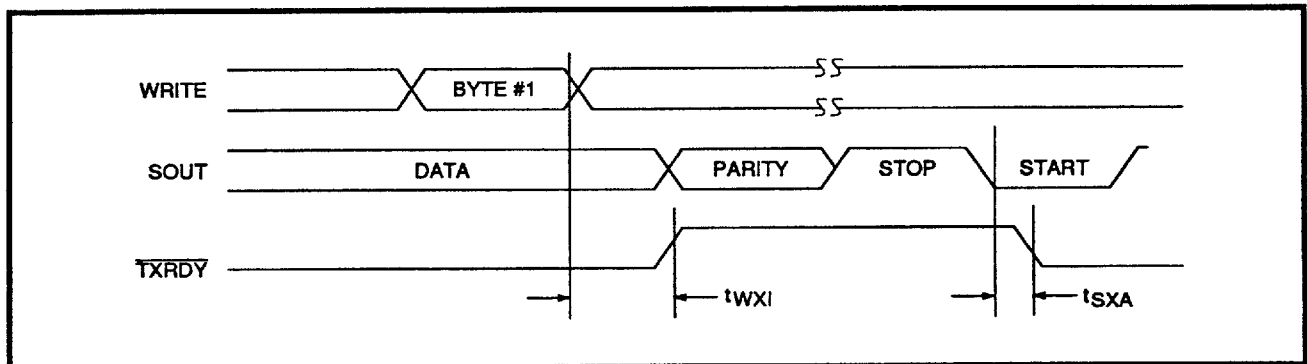 WRITE
BYTE #1
SOUT
DATA
PARITY
STOP
START
TXRDY
tWXI
tSXA